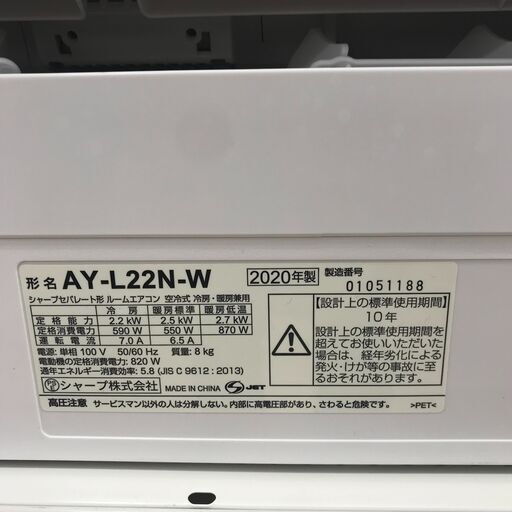 形名 AY-L22N-W 2020年製 製造番号 01051188
シャープセパレート形 ルームエアコン 空冷式 冷房・暖房兼用
冷房 暖房標準 暖房低温
定格能力 2.2 kW 2.5 kW 2.7 kW
定格消費電力 590 W 550 W 870 W
運転電流 7.0 A 6.5 A
電源: 単相 100 V 50/60 Hz 質量: 8 kg
電動機の定格消費電力: 820 W
通年エネルギー消費効率: 5.8 (JIS C 9612 : 2013)
シャープ株式会社 MADE IN CHINA JET
【設計上の標準使用期間】
10年
設計上の標準使用期間を
超えてお使いいただいた
場合は、経年劣化による
発火・けが等の事故に至
るおそれがあります。
高圧注意 サービスマン以外の人は分解しない。内部に高電圧部があり、さわると危険です。 >PET<